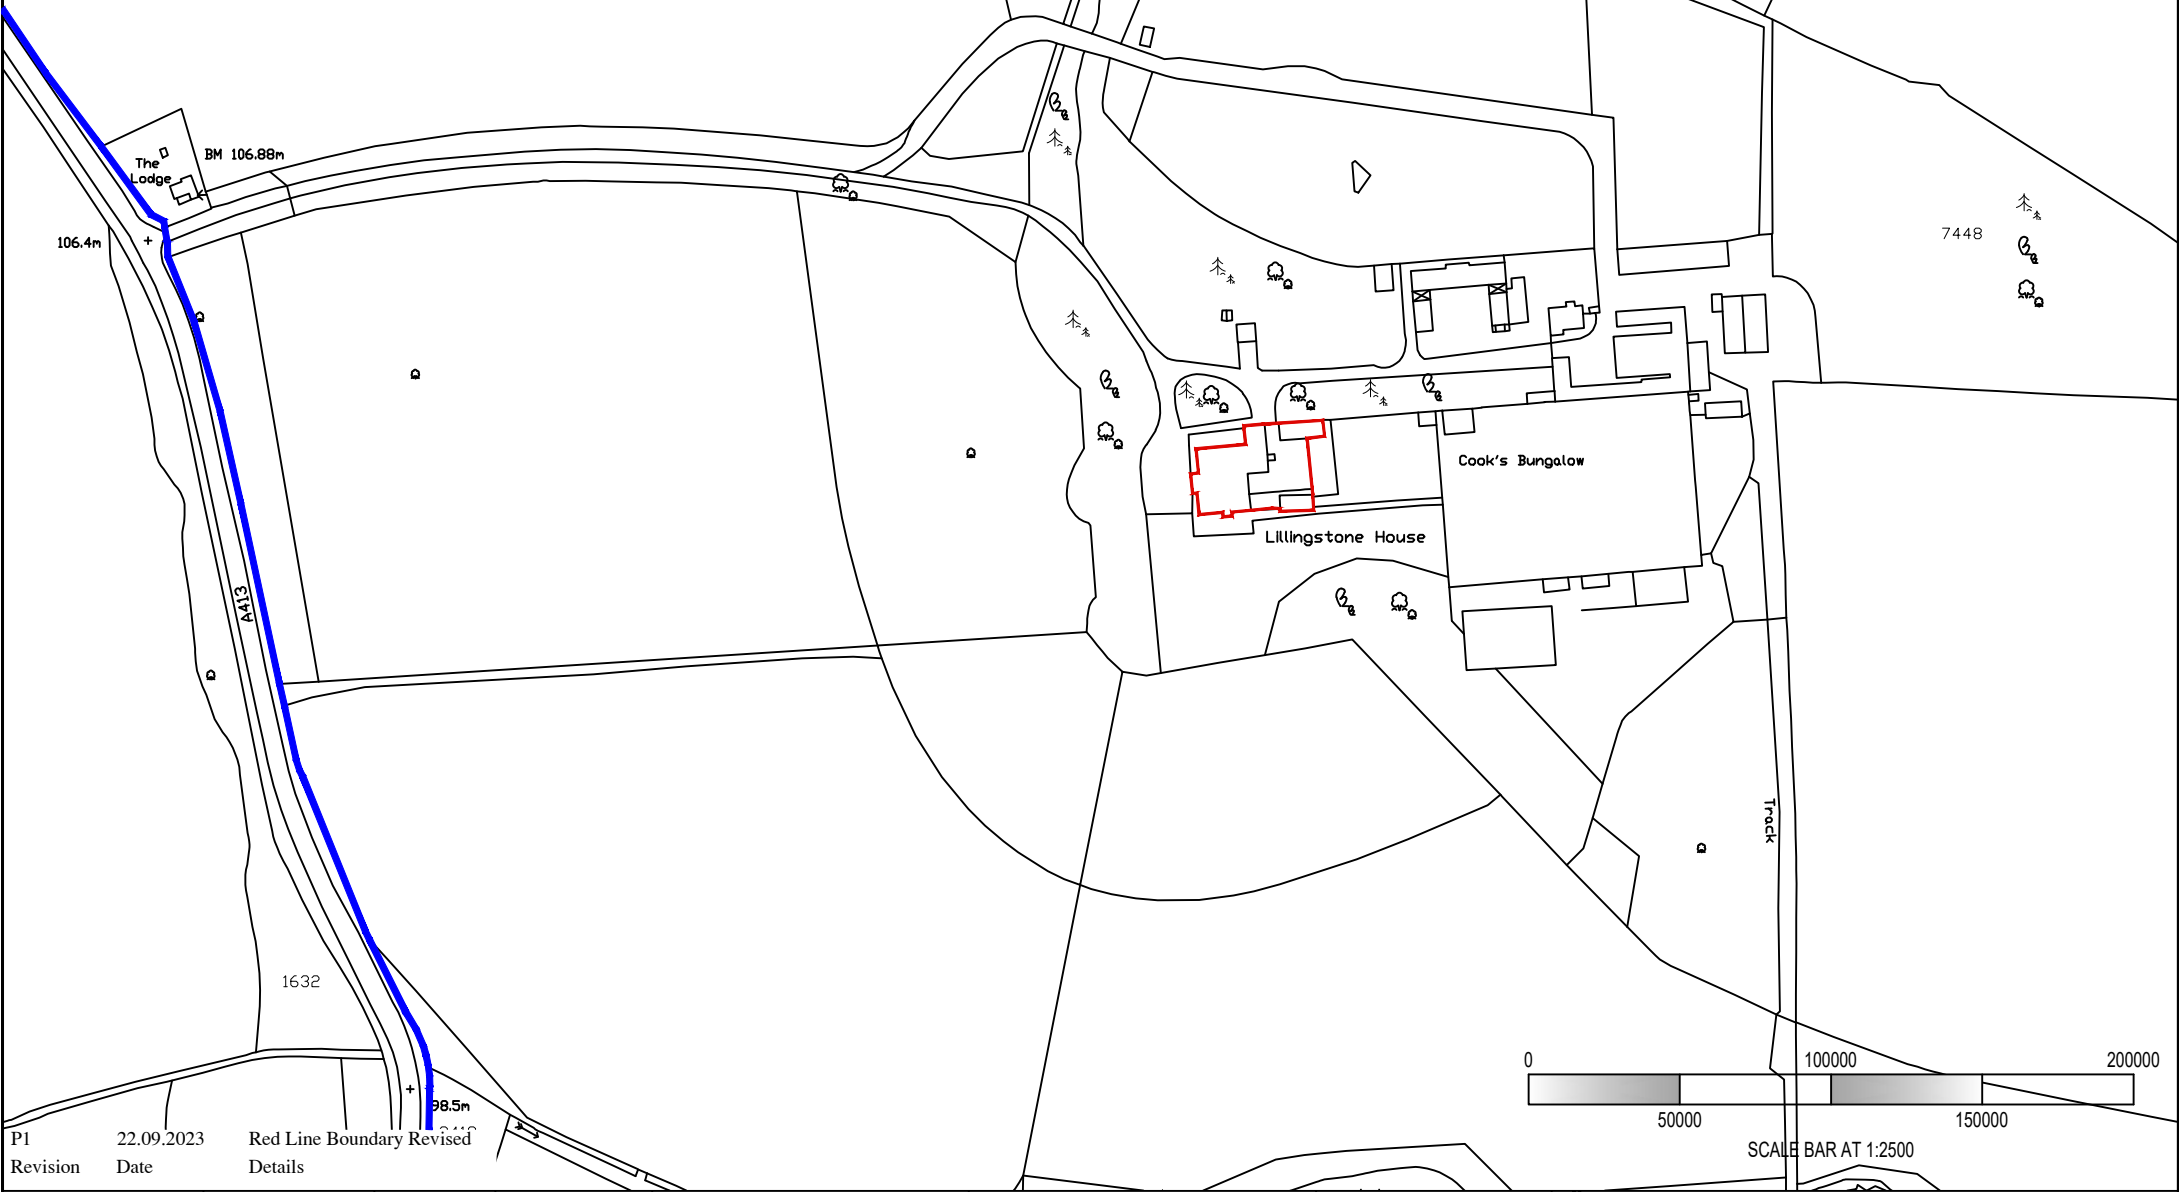 The
Lodge
BM 106.88m
106.4m
7448
Cook's Bungalow
Lillingstone House
A413
Track
1632
98.5m
0 100000 200000
50000 150000
SCALE BAR AT 1:2500
P1 22.09.2023 Red Line Boundary Revised
Revision Date Details